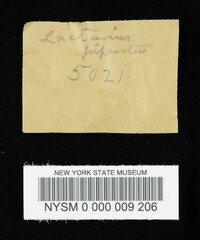 Lactarius
piperatus
5021.
NEW YORK STATE MUSEUM
NYSM 0 000 009 206